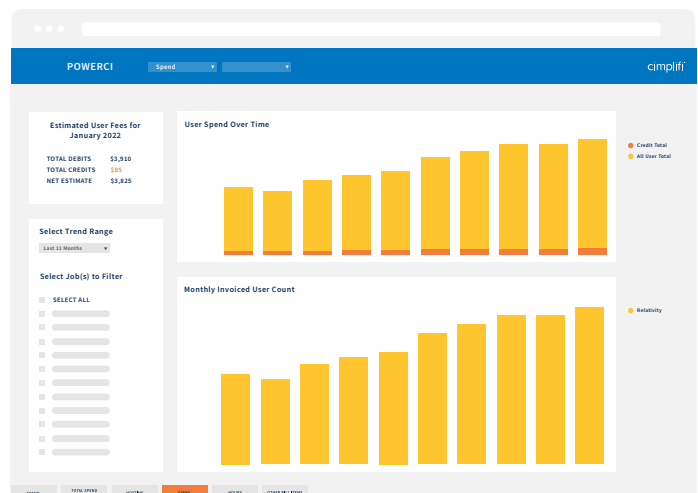 POWERCI
Spend
cimplifi
Estimated User Fees for
January 2022
TOTAL DEBITS $3,910
TOTAL CREDITS $85
NET ESTIMATE $3,825
User Spend Over Time
Credit Total
All User Total
Select Trend Range
Last 13 Months
Select Job(s) to Filter
SELECT ALL
Monthly Invoiced User Count
Relativity
TOTAL SPEND